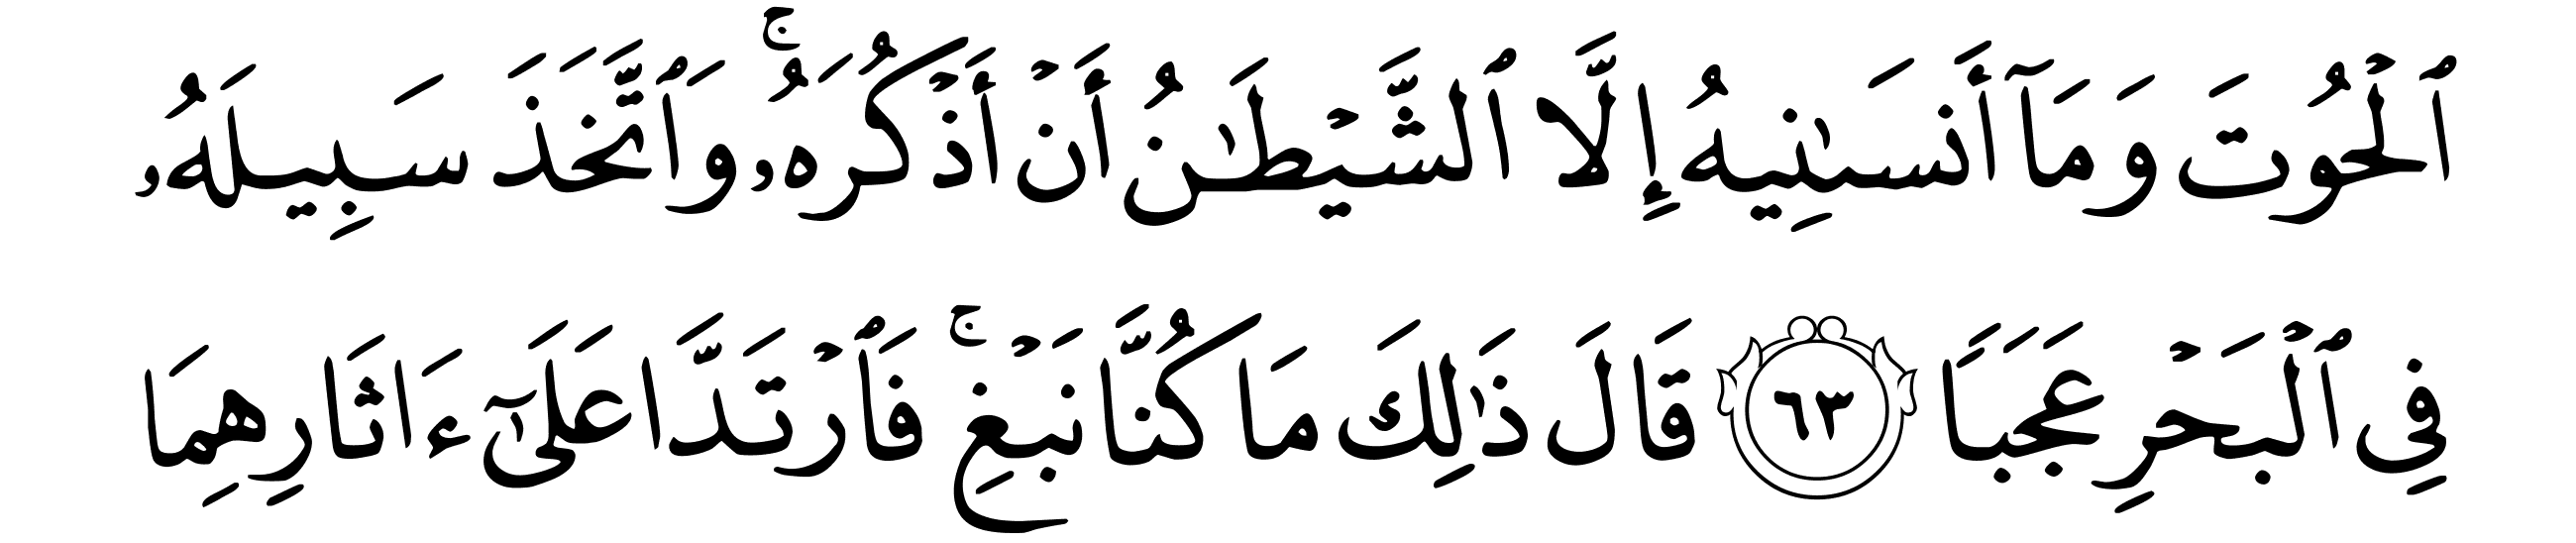 ٱلۡحُوتَ وَمَآ أَنسَىٰنِيهُ إِلَّا ٱلشَّيۡطَٰنُ أَنۡ أَذۡكُرَهُۥۚ وَٱتَّخَذَ سَبِيلَهُۥ
فِي ٱلۡبَحۡرِ عَجَبٗا ٦٣ قَالَ ذَٰلِكَ مَا كُنَّا نَبۡغِۚ فَٱرۡتَدَّا عَلَىٰٓ ءَاثَارِهِمَا